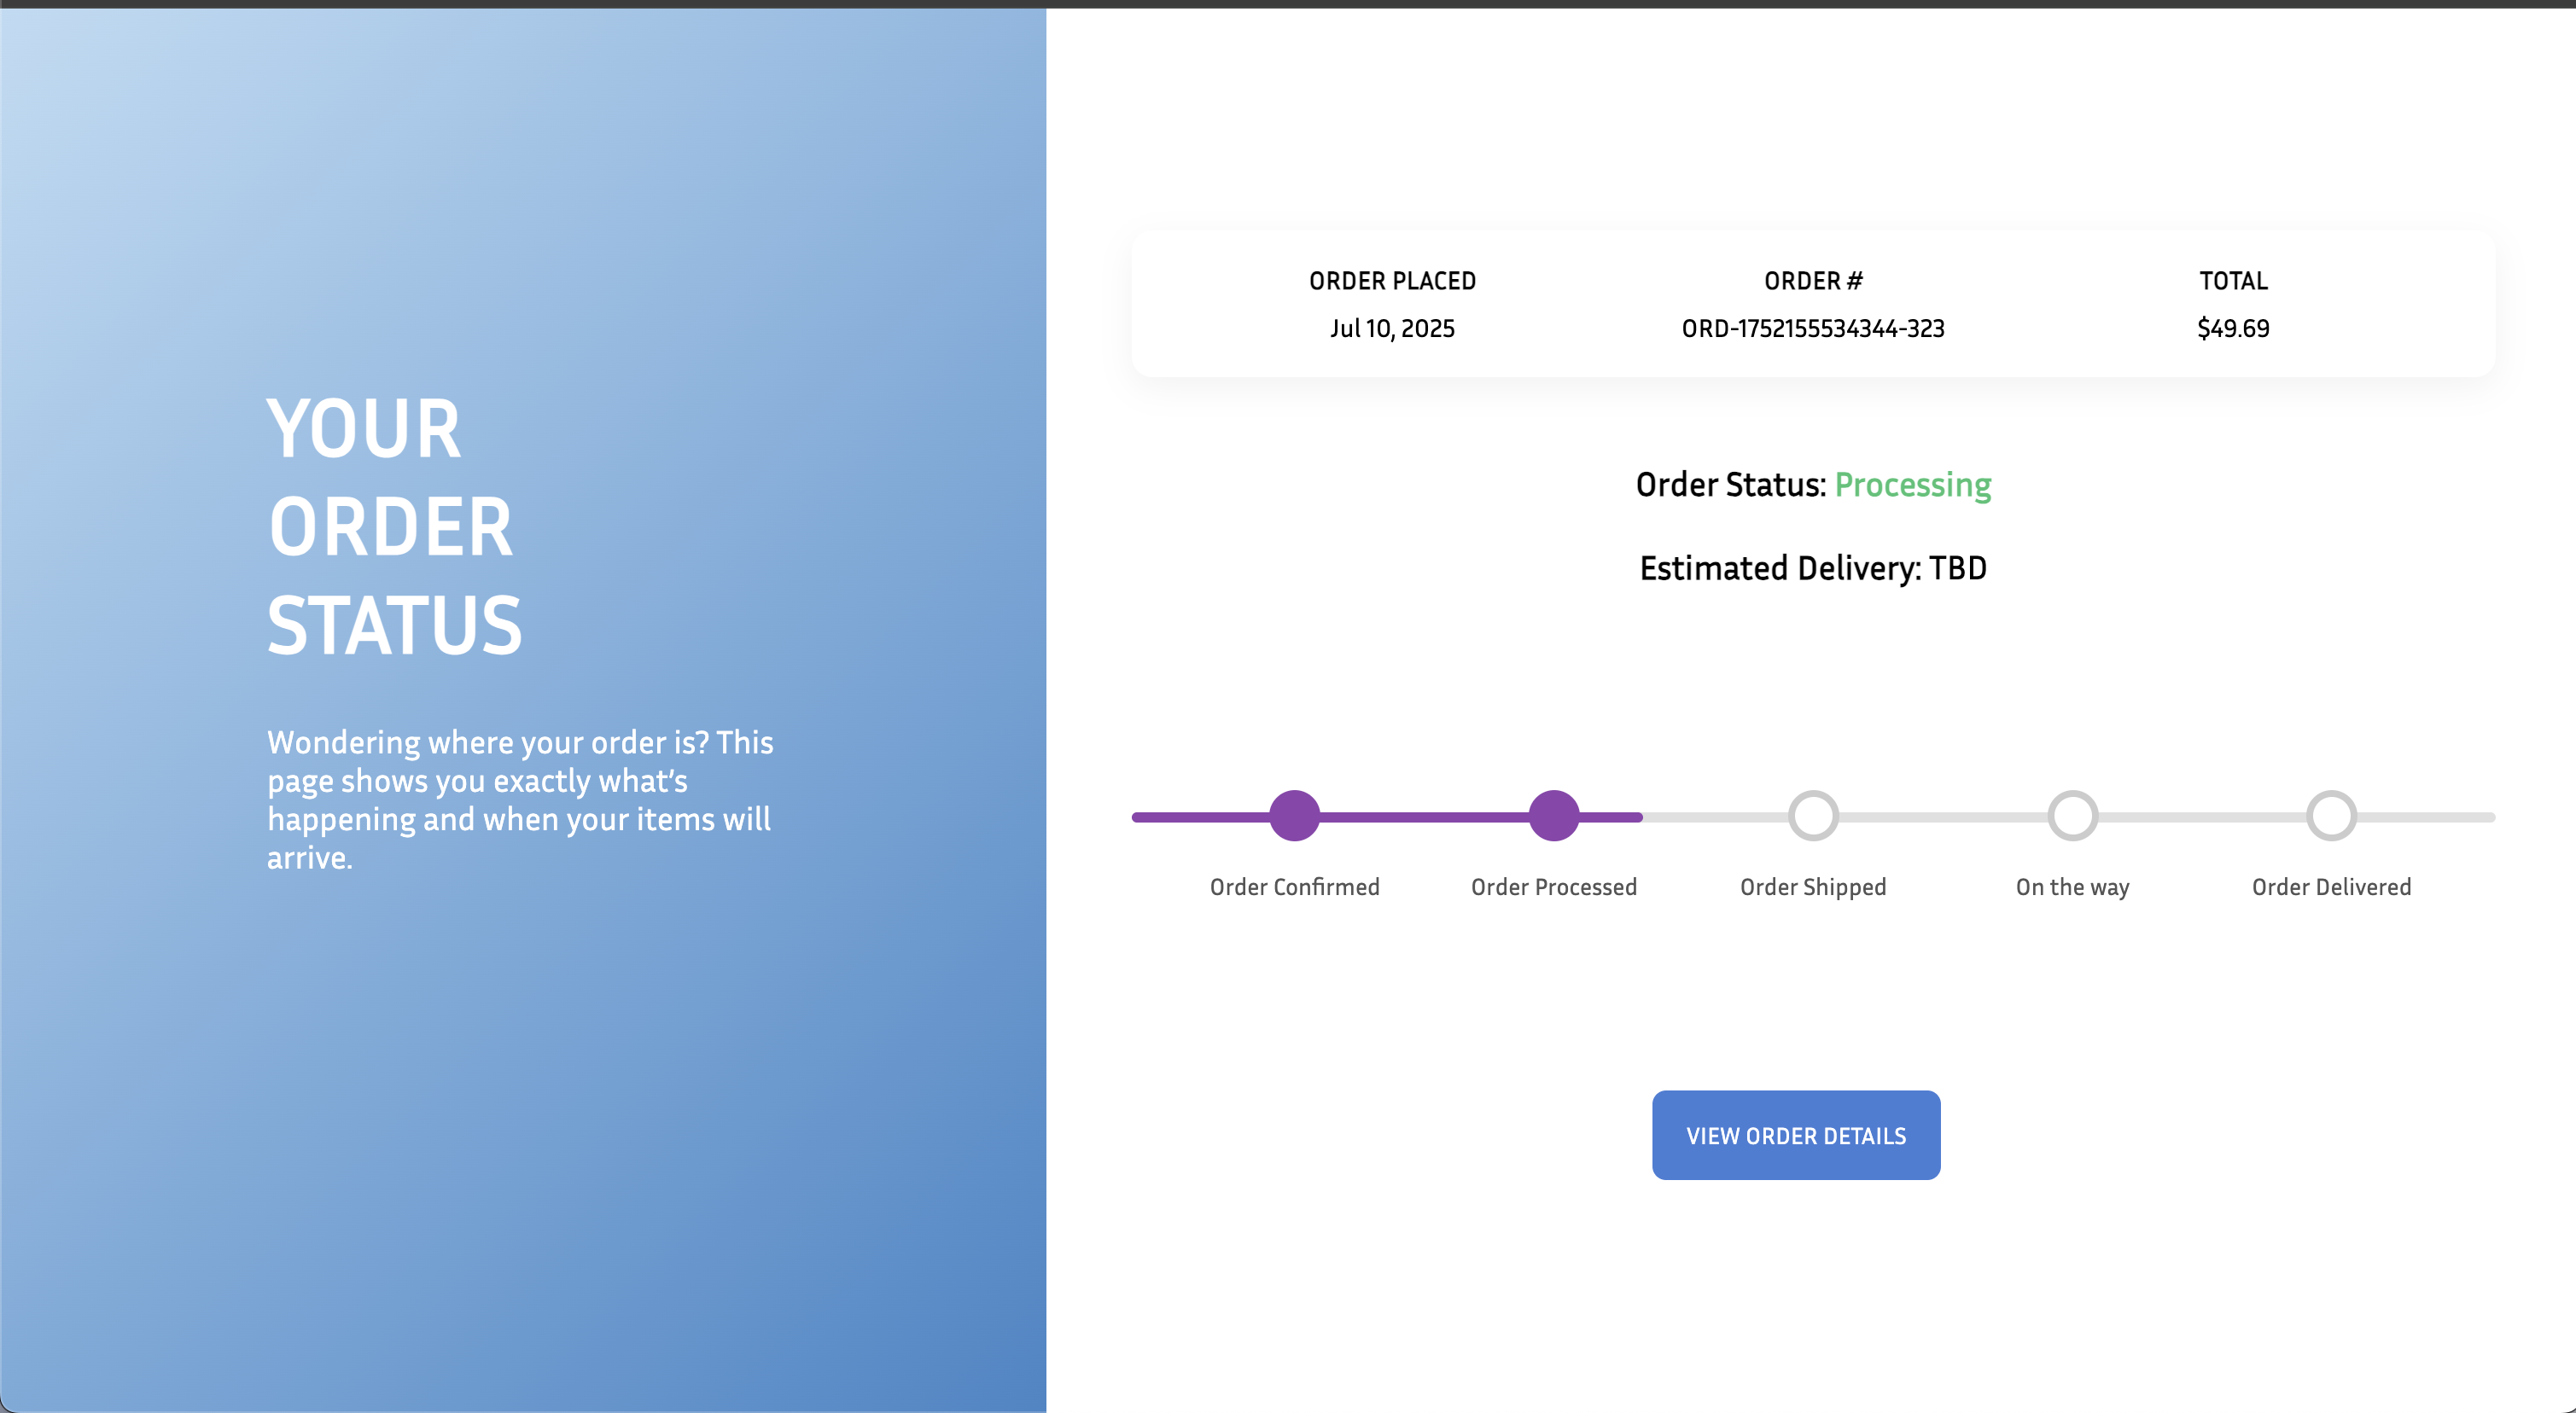 YOUR
ORDER
STATUS
Wondering where your order is? This
page shows you exactly what's
happening and when your items will
arrive.
ORDER PLACED
Jul 10, 2025
ORDER #
ORD-1752155534344-323
TOTAL
$49.69
Order Status: Processing
Estimated Delivery: TBD
Order Confirmed
Order Processed
Order Shipped
On the way
Order Delivered
VIEW ORDER DETAILS